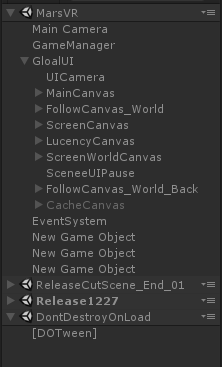 MarsVR
Main Camera
GameManager
GloalUI
UICamera
MainCanvas
FollowCanvas_World
ScreenCanvas
LucencyCanvas
ScreenWorldCanvas
SceneeUIPause
FollowCanvas_World_Back
CacheCanvas
EventSystem
New Game Object
New Game Object
New Game Object
ReleaseCutScene_End_01
Release1227
DontDestroyOnLoad
[DOTween]